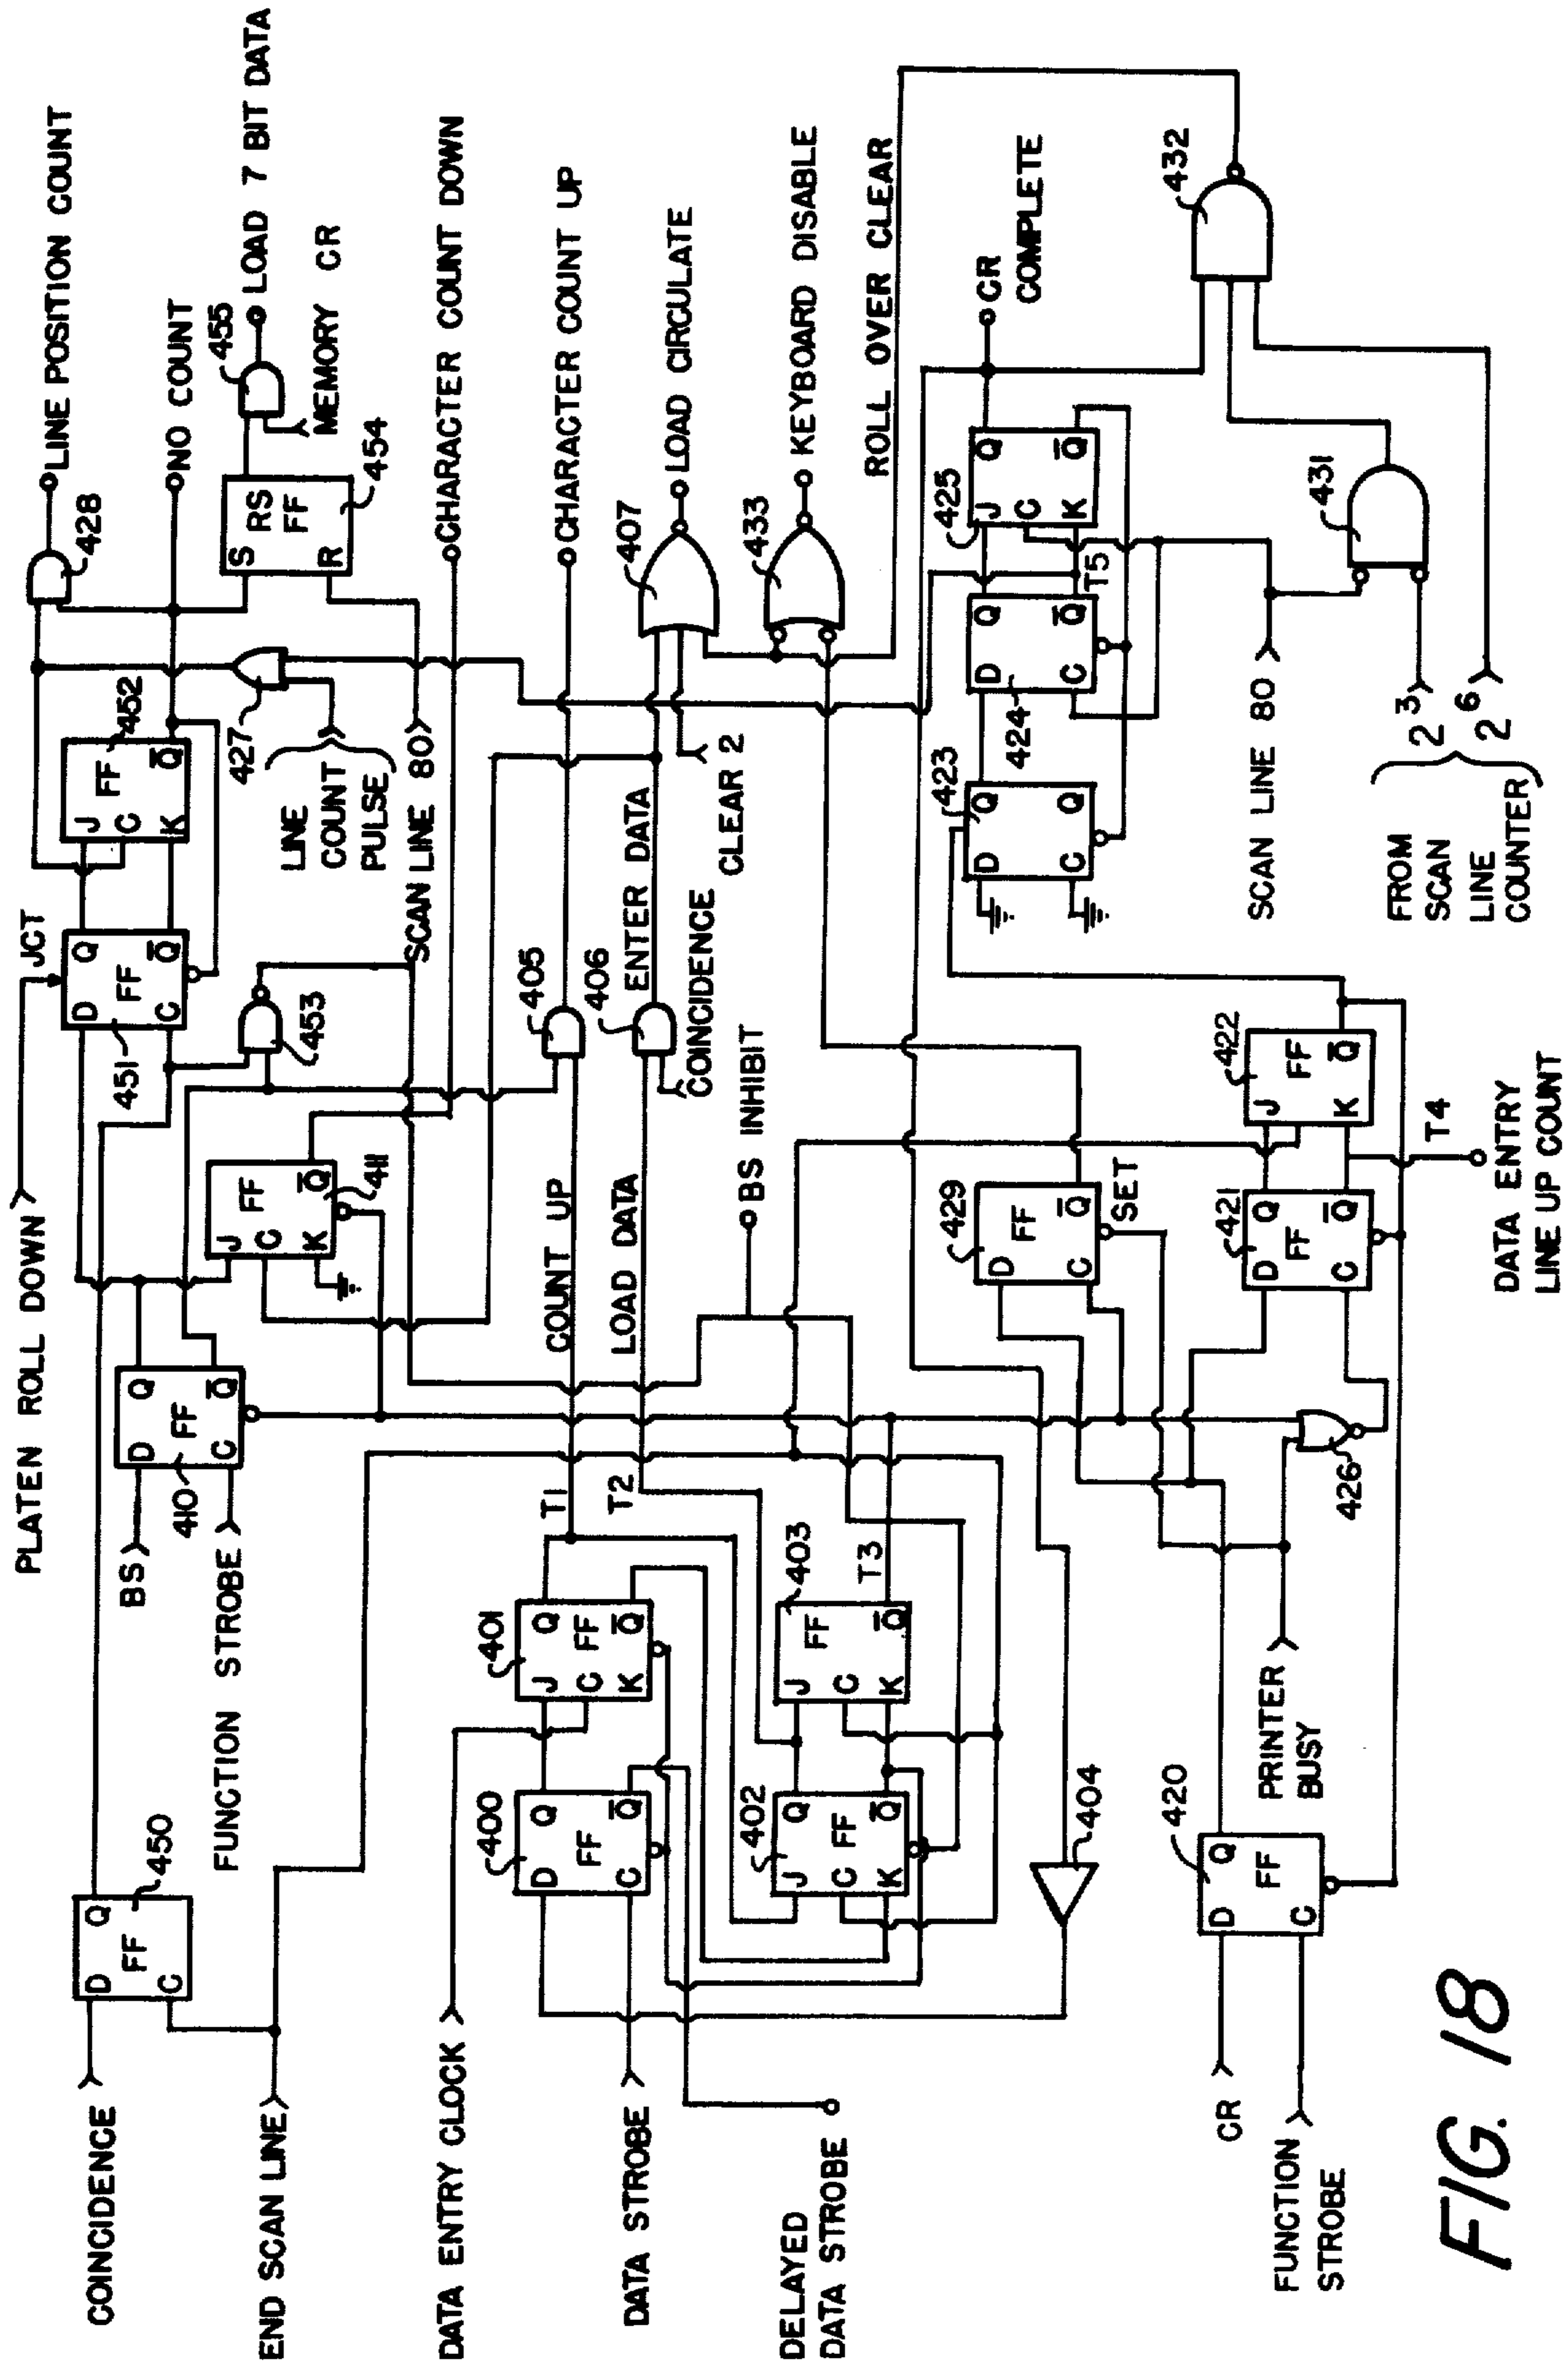 PLATEN ROLL DOWN
JCT
LINE POSITION COUNT
428
COINCIDENCE
D Q
FF
C
450
BS
FUNCTION STROBE
D Q
FF
C Q̅
410
D Q
FF
C Q̅
451
J
FF
C
K Q̅
452
427
NO COUNT
453
LINE
COUNT
PULSE
SCAN LINE 80
S RS
FF
R
454
455
LOAD 7 BIT DATA
MEMORY CR
J FF
C
K Q̅
411
CHARACTER COUNT DOWN
END SCAN LINE
DATA ENTRY CLOCK
DATA STROBE
DELAYED
DATA STROBE
400
D Q
FF
C Q̅
401
J Q
C FF
K Q̅
T1
COUNT UP
405
CHARACTER COUNT UP
T2
LOAD DATA
406
ENTER DATA
COINCIDENCE
CLEAR 2
407
LOAD CIRCULATE
402
J Q
C FF
K Q̅
403
J FF
C
K Q̅
T3
BS INHIBIT
433
KEYBOARD DISABLE
ROLL OVER CLEAR
404
429
D FF
C Q̅
SET
423
D Q
C Q
424
D Q
C Q̅
T5
425
J Q
C
K Q̅
CR
COMPLETE
432
431
SCAN LINE 80
FROM
SCAN
LINE
COUNTER
2³
2⁶
CR
FUNCTION
STROBE
420
D Q
FF
C
PRINTER
BUSY
426
421
D Q
FF
C Q̅
422
J FF
K Q̅
T4
DATA ENTRY
LINE UP COUNT
FIG. 18